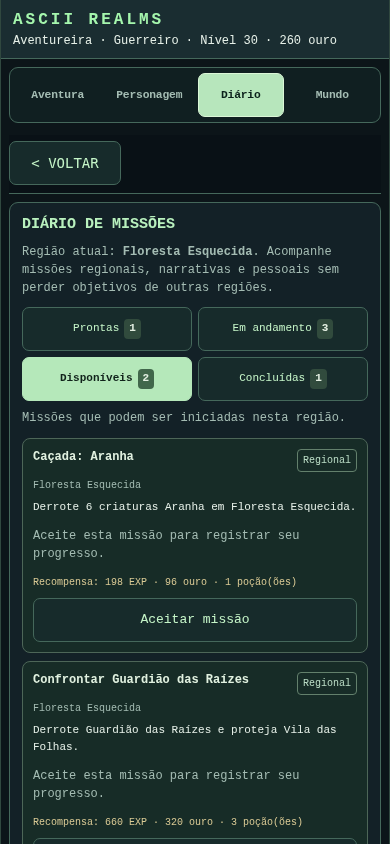 ASCII REALMS
Aventureira · Guerreiro · Nível 30 · 260 ouro
Aventura Personagem Diário Mundo
< VOLTAR
DIÁRIO DE MISSÕES
Região atual: Floresta Esquecida. Acompanhe
missões regionais, narrativas e pessoais sem
perder objetivos de outras regiões.
Prontas 1 Em andamento 3
Disponíveis 2 Concluídas 1
Missões que podem ser iniciadas nesta região.
Caçada: Aranha Regional
Floresta Esquecida
Derrote 6 criaturas Aranha em Floresta Esquecida.
Aceite esta missão para registrar seu
progresso.
Recompensa: 198 EXP · 96 ouro · 1 poção(ões)
Aceitar missão
Confrontar Guardião das Raízes Regional
Floresta Esquecida
Derrote Guardião das Raízes e proteja Vila das
Folhas.
Aceite esta missão para registrar seu
progresso.
Recompensa: 660 EXP · 320 ouro · 3 poção(ões)